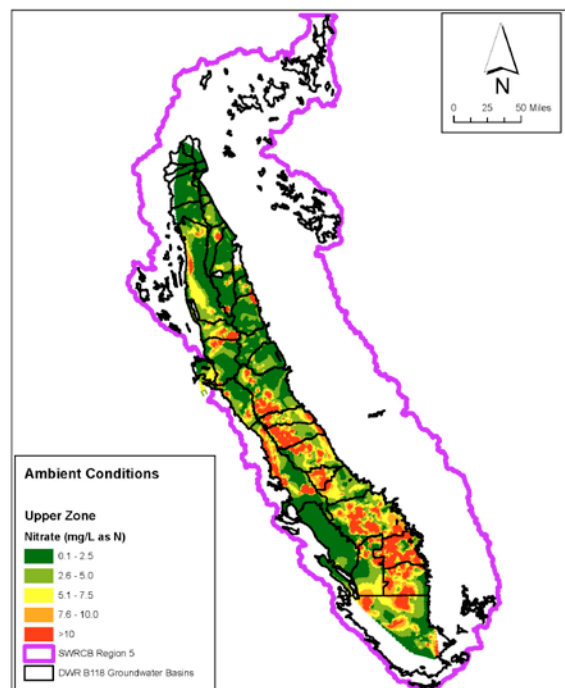 N
0 25 50 Miles
Ambient Conditions
Upper Zone
Nitrate (mg/L as N)
0.1 - 2.5
2.6 - 5.0
5.1 - 7.5
7.6 - 10.0
>10
SWRCB Region 5
DWR B118 Groundwater Basins